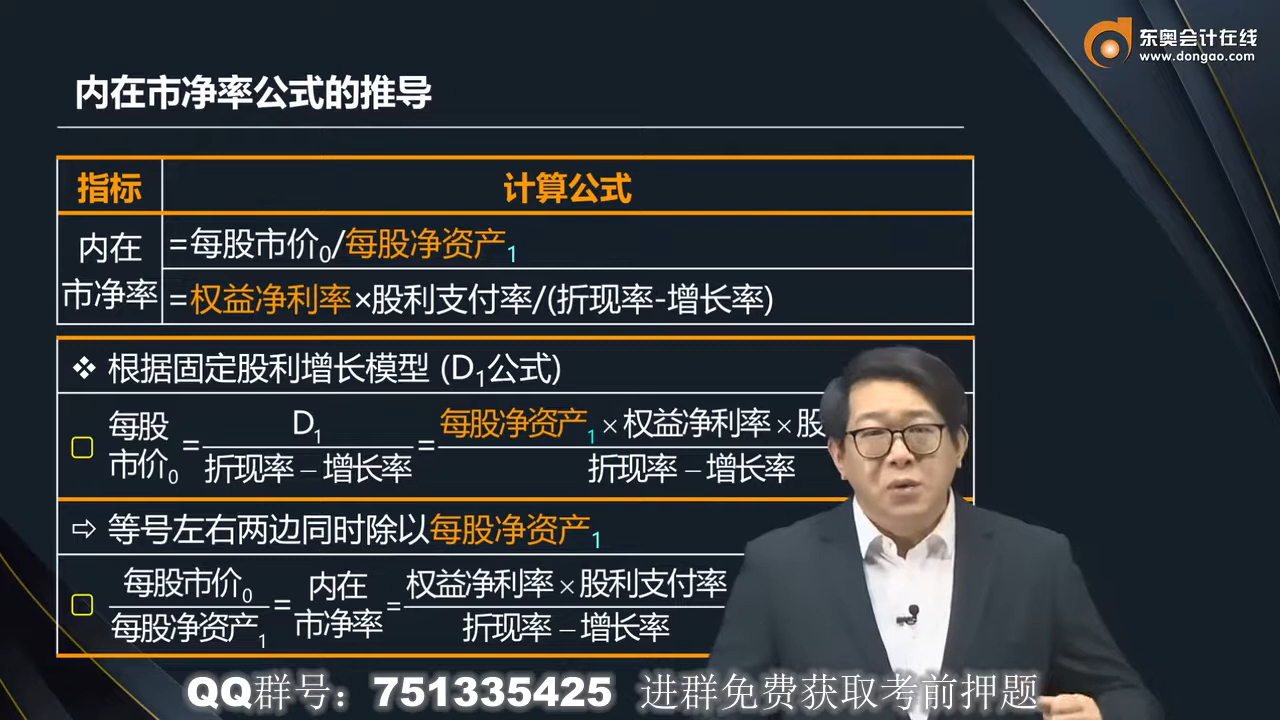 东奥会计在线
www.dongao.com
内在市净率公式的推导
指标
计算公式
内在
市净率
=每股市价0/每股净资产1
=权益净利率×股利支付率/(折现率-增长率)
❖ 根据固定股利增长模型 (D1公式)
每股
市价0
=
D1
折现率－增长率
=
每股净资产1×权益净利率×股
折现率－增长率
⇨ 等号左右两边同时除以每股净资产1
每股市价0
每股净资产1
=
内在
市净率
=
权益净利率×股利支付率
折现率－增长率
QQ群号：751335425 进群免费获取考前押题